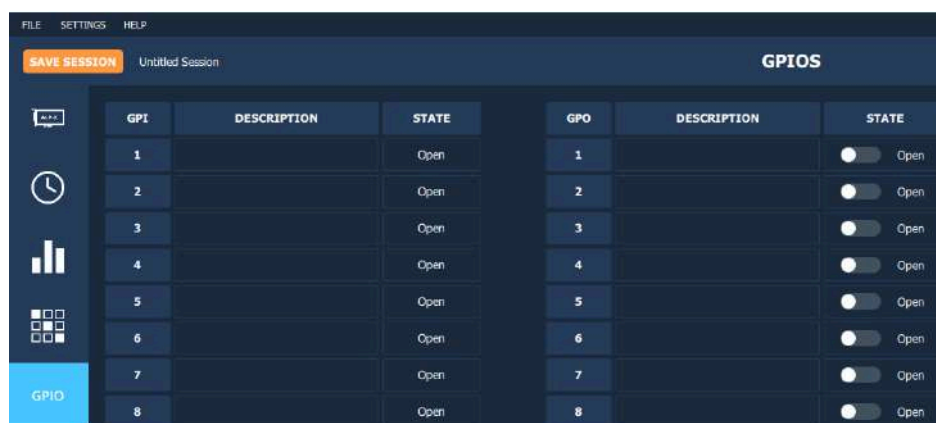 FILE SETTINGS HELP
SAVE SESSION Untitled Session GPIOS
GPI DESCRIPTION STATE GPO DESCRIPTION STATE
1 Open 1 Open
2 Open 2 Open
3 Open 3 Open
4 Open 4 Open
5 Open 5 Open
6 Open 6 Open
7 Open 7 Open
GPIO
8 Open 8 Open